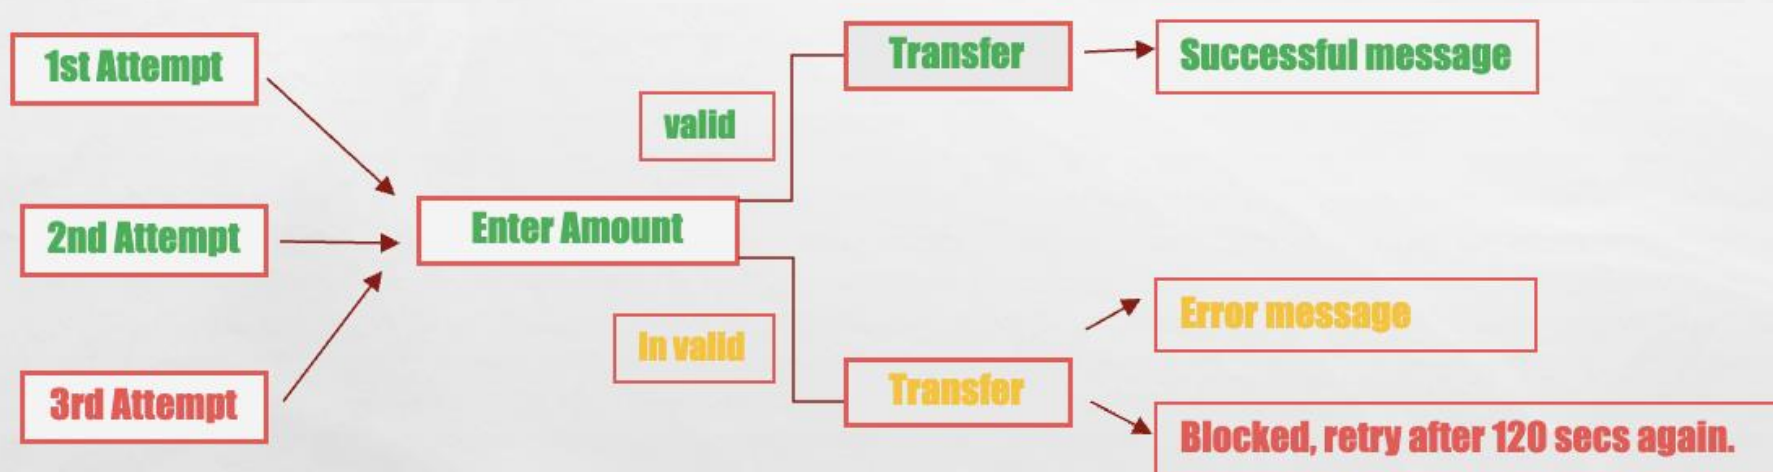 1st Attempt
2nd Attempt
3rd Attempt
Enter Amount
valid
In valid
Transfer
Successful message
Transfer
Error message
Blocked, retry after 120 secs again.